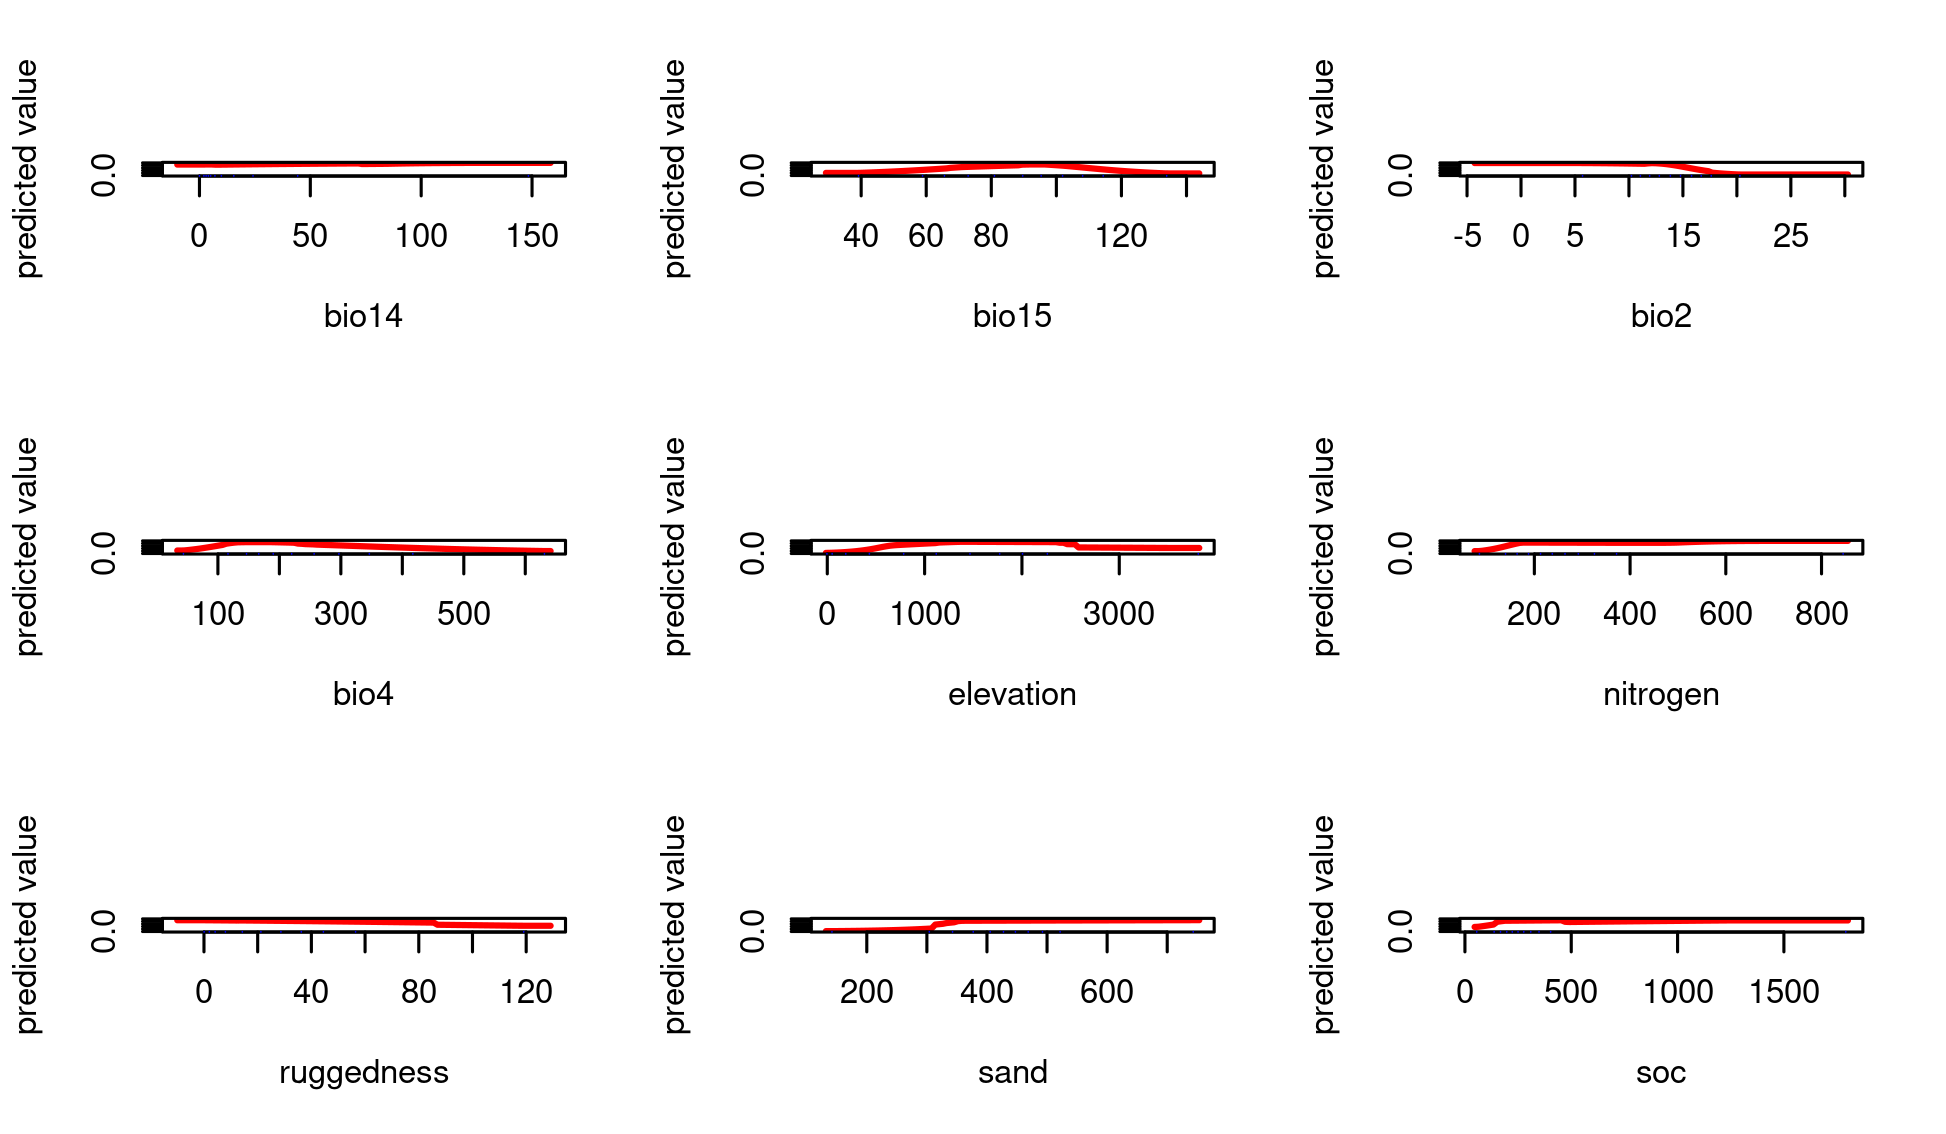 predicted value
0.0
0 50 100 150
bio14
predicted value
0.0
40 60 80 120
bio15
predicted value
0.0
-5 0 5 15 25
bio2
predicted value
0.0
100 300 500
bio4
predicted value
0.0
0 1000 3000
elevation
predicted value
0.0
200 400 600 800
nitrogen
predicted value
0.0
0 40 80 120
ruggedness
predicted value
0.0
200 400 600
sand
predicted value
0.0
0 500 1000 1500
soc